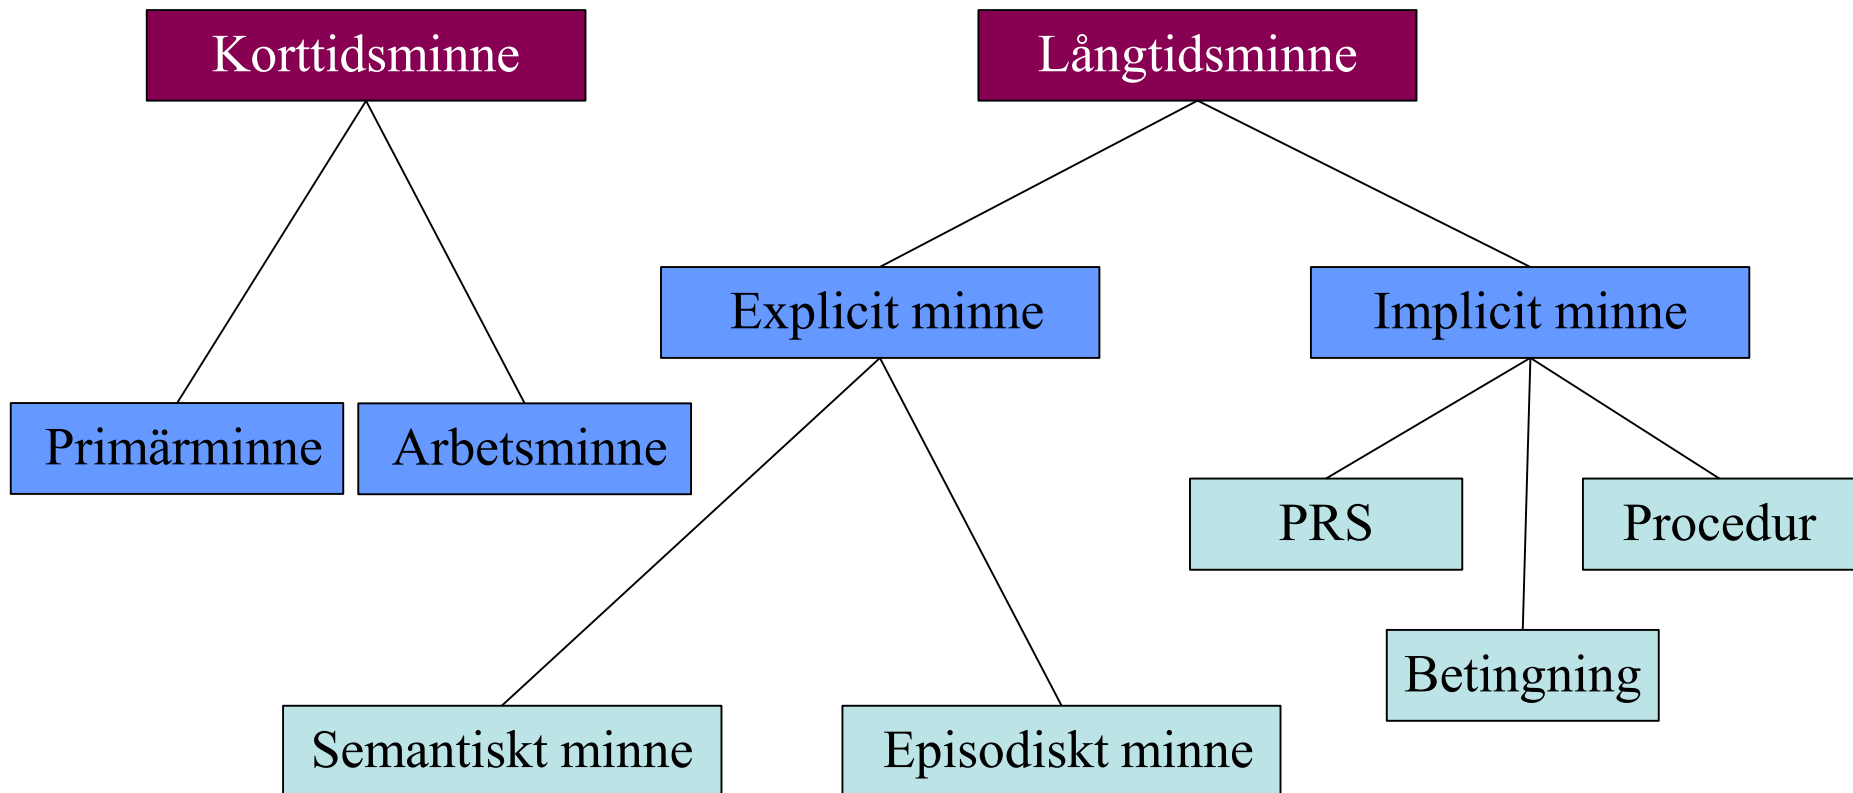 Korttidsminne
Långtidsminne
Explicit minne
Implicit minne
Primärminne
Arbetsminne
PRS
Procedur
Betingning
Semantiskt minne
Episodiskt minne